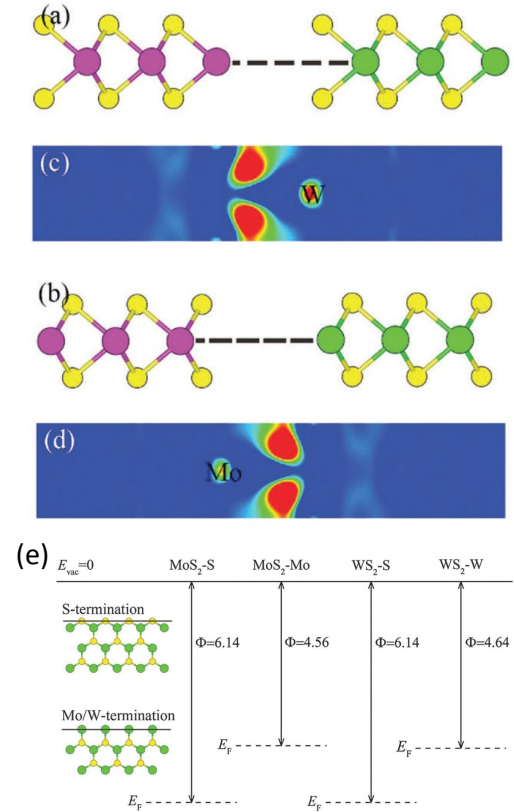 (a)
(c)
W
(b)
(d)
Mo
(e)
E_vac=0 MoS₂-S MoS₂-Mo WS₂-S WS₂-W
S-termination
Φ=6.14 Φ=4.56 Φ=6.14 Φ=4.64
Mo/W-termination
E_F E_F
E_F E_F